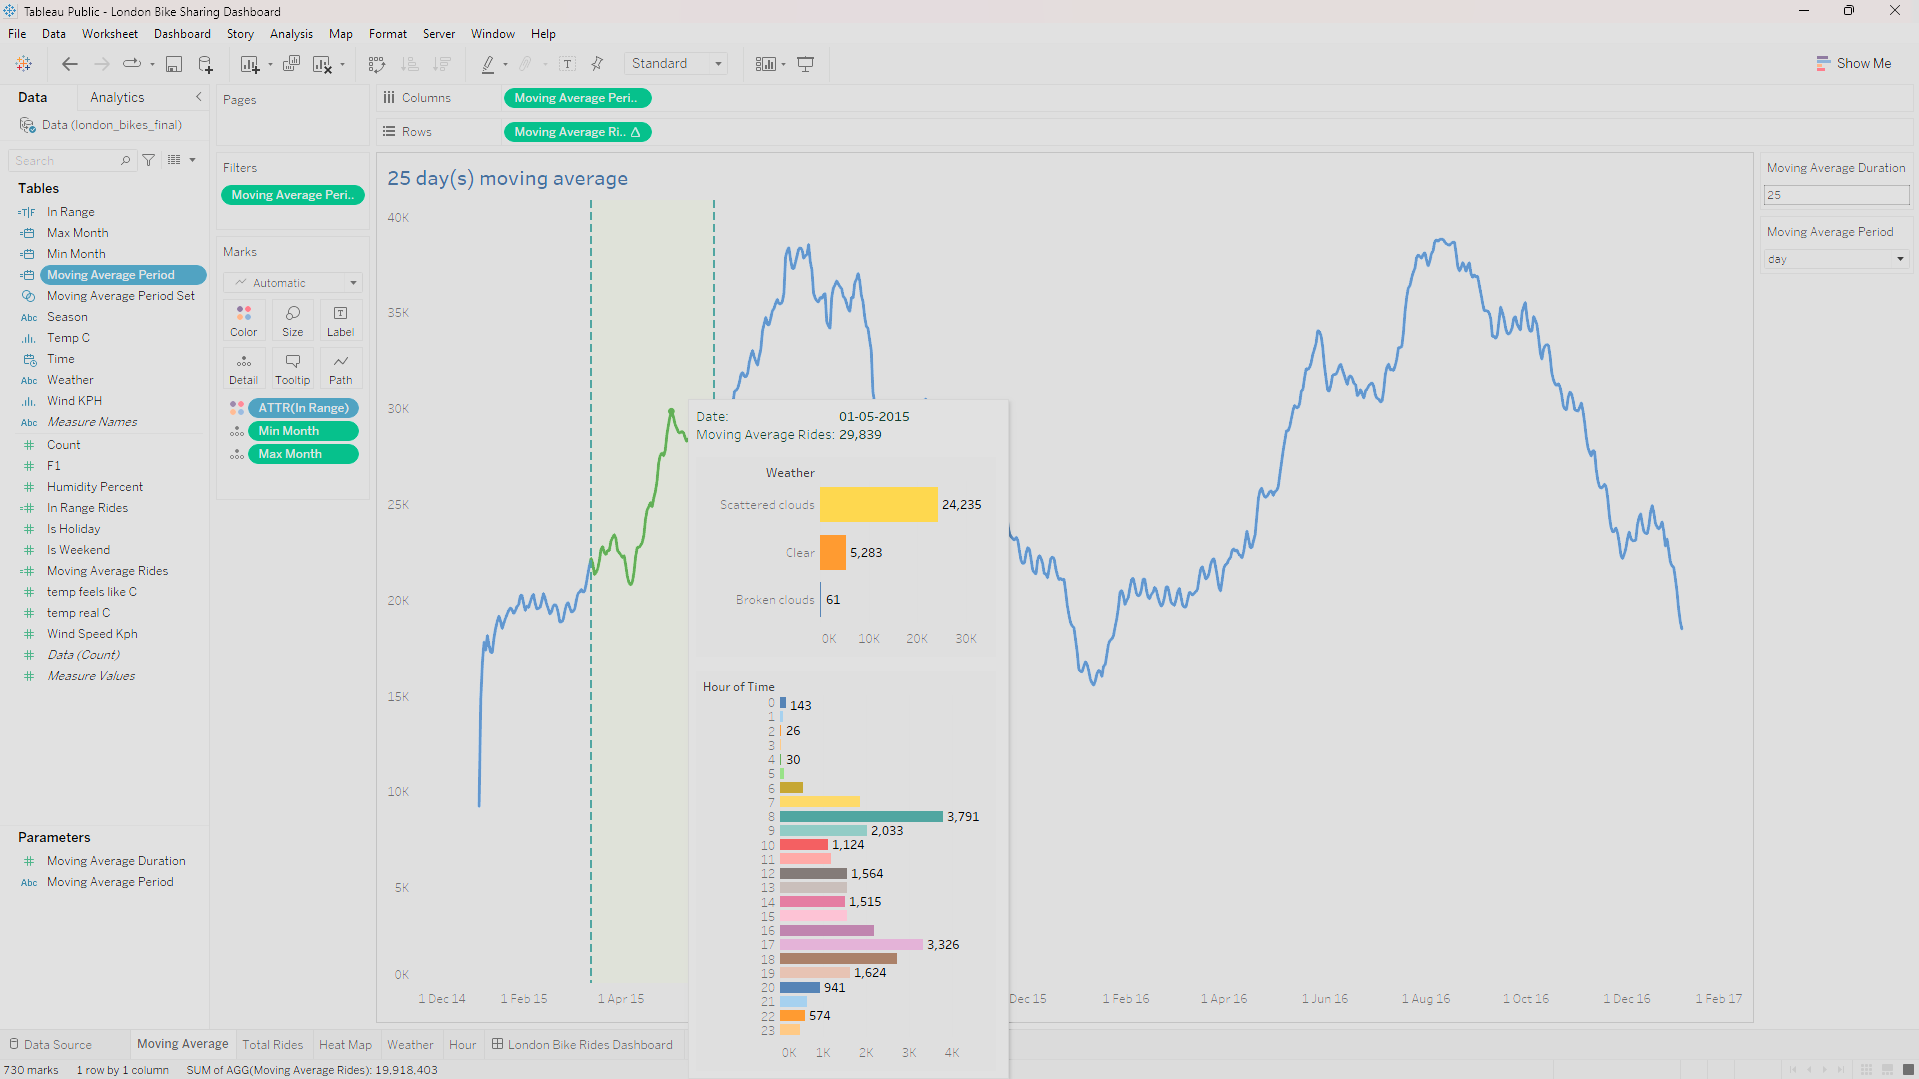 Tableau Public - London Bike Sharing Dashboard
File Data Worksheet Dashboard Story Analysis Map Format Server Window Help
Standard
Show Me
Data Analytics
Data (london_bikes_final)
Search
Tables
In Range
Max Month
Min Month
Moving Average Period
Moving Average Period Set
Abc Season
Temp C
Time
Abc Weather
Wind KPH
Abc Measure Names
# Count
# F1
# Humidity Percent
=# In Range Rides
# Is Holiday
# Is Weekend
=# Moving Average Rides
# temp feels like C
# temp real C
# Wind Speed Kph
# Data (Count)
# Measure Values
Parameters
# Moving Average Duration
Abc Moving Average Period
Pages
Filters
Moving Average Peri..
Marks
Automatic
Color Size Label
Detail Tooltip Path
ATTR(In Range)
Min Month
Max Month
Columns Moving Average Peri..
Rows Moving Average Ri.. Δ
25 day(s) moving average
40K
35K
30K
25K
20K
15K
10K
5K
0K
1 Dec 14 1 Feb 15 1 Apr 15 Dec 15 1 Feb 16 1 Apr 16 1 Jun 16 1 Aug 16 1 Oct 16 1 Dec 16 1 Feb 17
Date: 01-05-2015
Moving Average Rides: 29,839
Weather
Scattered clouds 24,235
Clear 5,283
Broken clouds 61
0K 10K 20K 30K
Hour of Time
0 143
1
2 26
3
4 30
5
6
7
8 3,791
9 2,033
10 1,124
11
12 1,564
13
14 1,515
15
16
17 3,326
18
19 1,624
20 941
21
22 574
23
0K 1K 2K 3K 4K
Moving Average Duration
25
Moving Average Period
day
Data Source Moving Average Total Rides Heat Map Weather Hour London Bike Rides Dashboard
730 marks 1 row by 1 column SUM of AGG(Moving Average Rides): 19,918,403